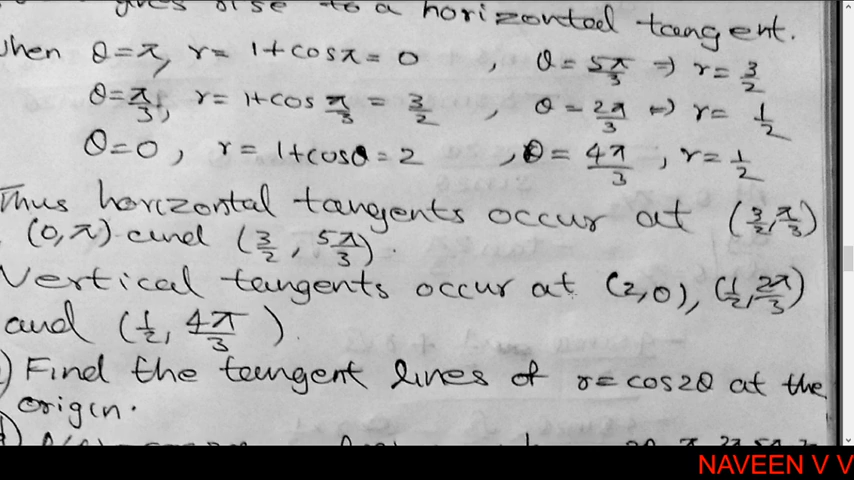 rise to a horizontal tangent.
When θ=π, r= 1+cosπ= 0 , θ= 5π/3 ⇒ r= 3/2
θ=π/3, r= 1+cos π/3 = 3/2 , θ = 2π/3 ⇒ r= 1/2
θ=0, r= 1+cosθ=2 , θ= 4π/3, r=1/2
Thus horizontal tangents occur at (3/2, π/3)
, (0,π) and (3/2, 5π/3).
Vertical tangents occur at (2,0), (1/2, 2π/3)
and (1/2, 4π/3).
) Find the tangent lines of r=cos2θ at the
origin.
NAVEEN V V